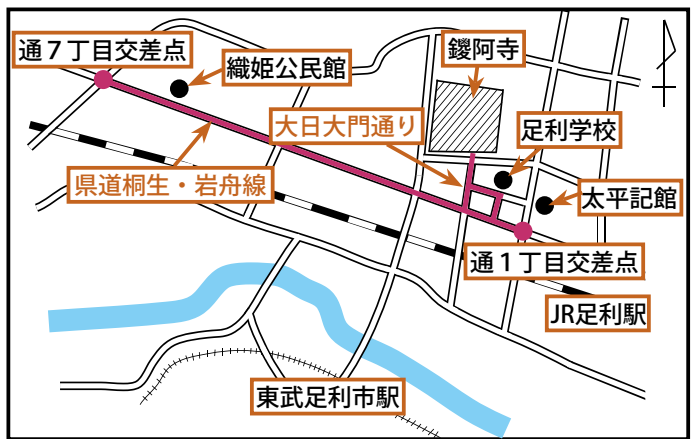 通７丁目交差点
織姫公民館
鑁阿寺
大日大門通り
足利学校
県道桐生・岩舟線
太平記館
通１丁目交差点
JR足利駅
東武足利市駅